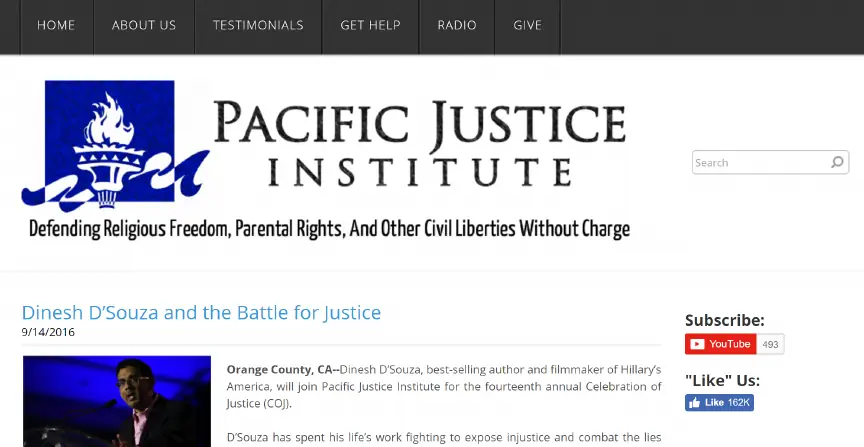 HOME ABOUT US TESTIMONIALS GET HELP RADIO GIVE
PACIFIC JUSTICE
INSTITUTE
Search
Defending Religious Freedom, Parental Rights, And Other Civil Liberties Without Charge
Dinesh D’Souza and the Battle for Justice
9/14/2016
Orange County, CA--Dinesh D’Souza, best-selling author and filmmaker of Hillary’s
America, will join Pacific Justice Institute for the fourteenth annual Celebration of
Justice (COJ).
D’Souza has spent his life’s work fighting to expose injustice and combat the lies
Subscribe:
YouTube 493
"Like" Us:
Like 162K